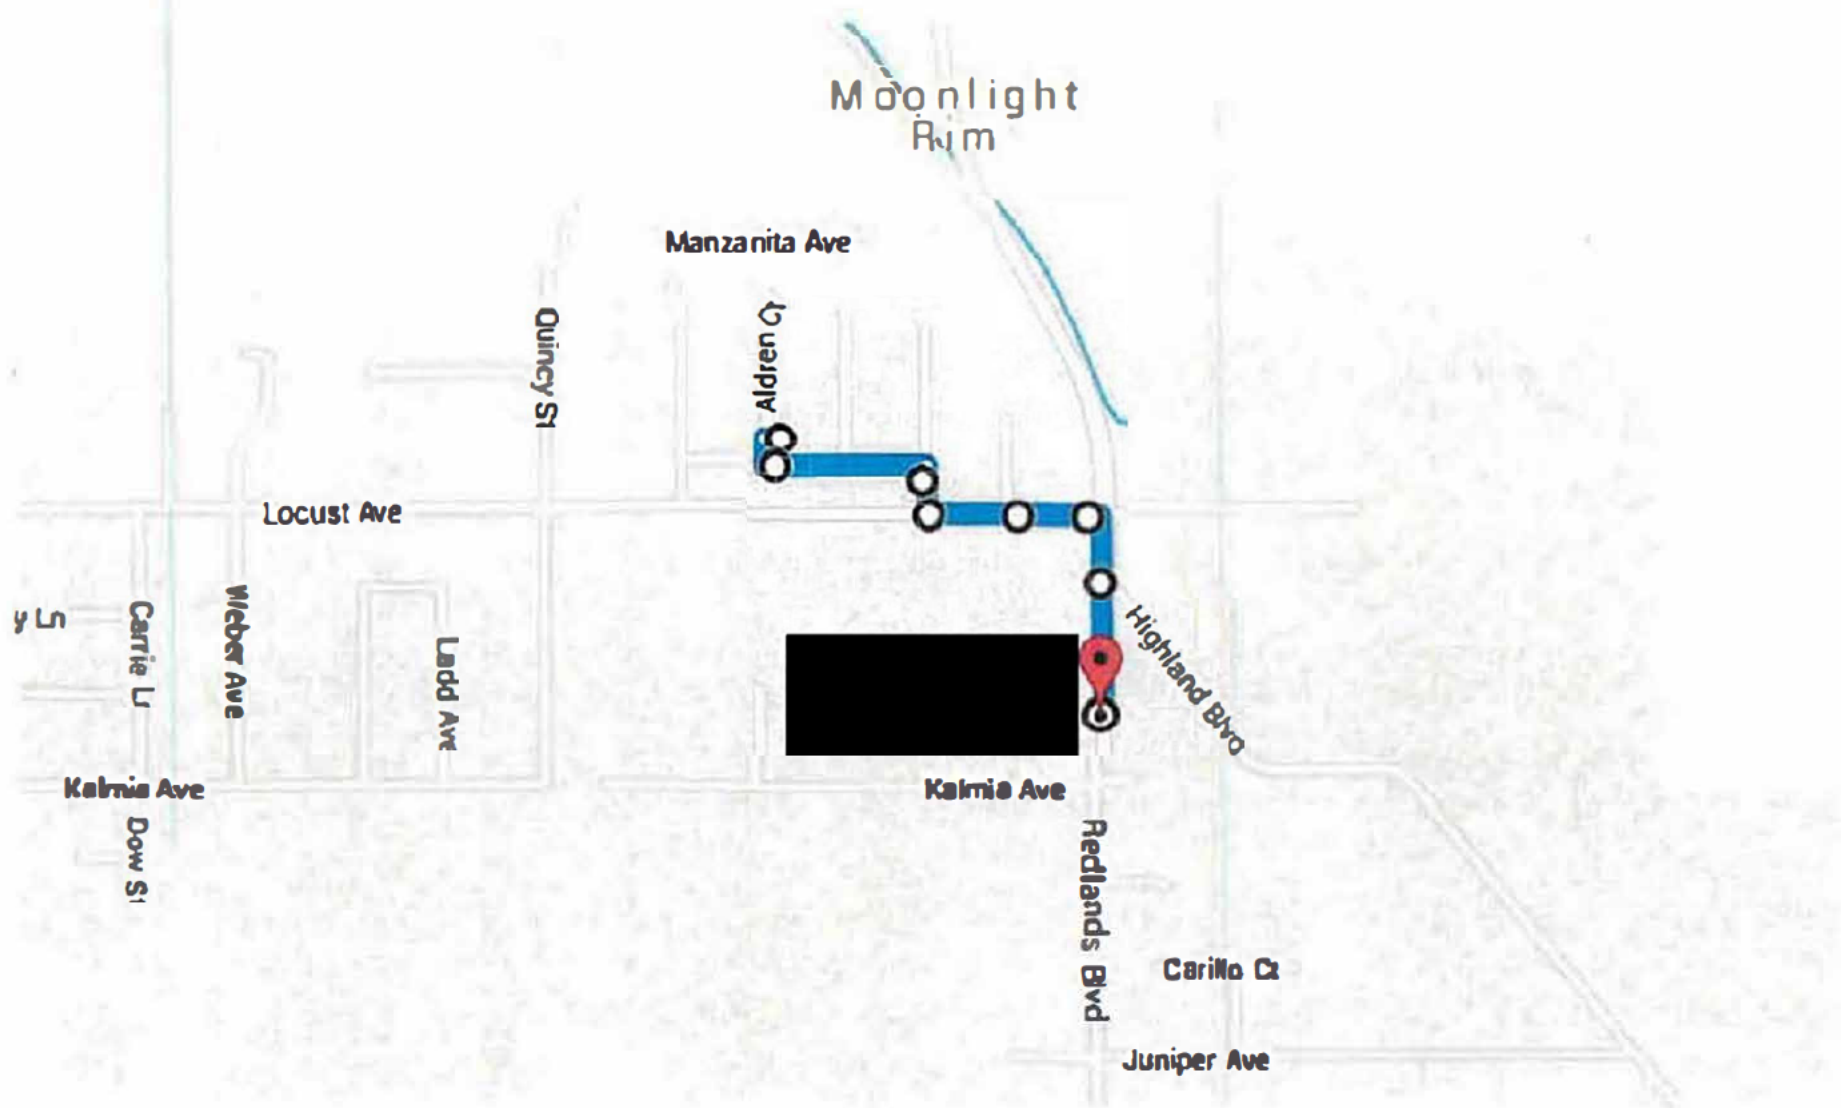 Moonlight
Rim
Manzanita Ave
Aldren Ct
Quincy St
Locust Ave
Carrie Ln
Weber Ave
Ladd Ave
Highland Blvd
Kalmia Ave
Kalmia Ave
Dow St
Redlands Blvd
Carillo Ct
Juniper Ave